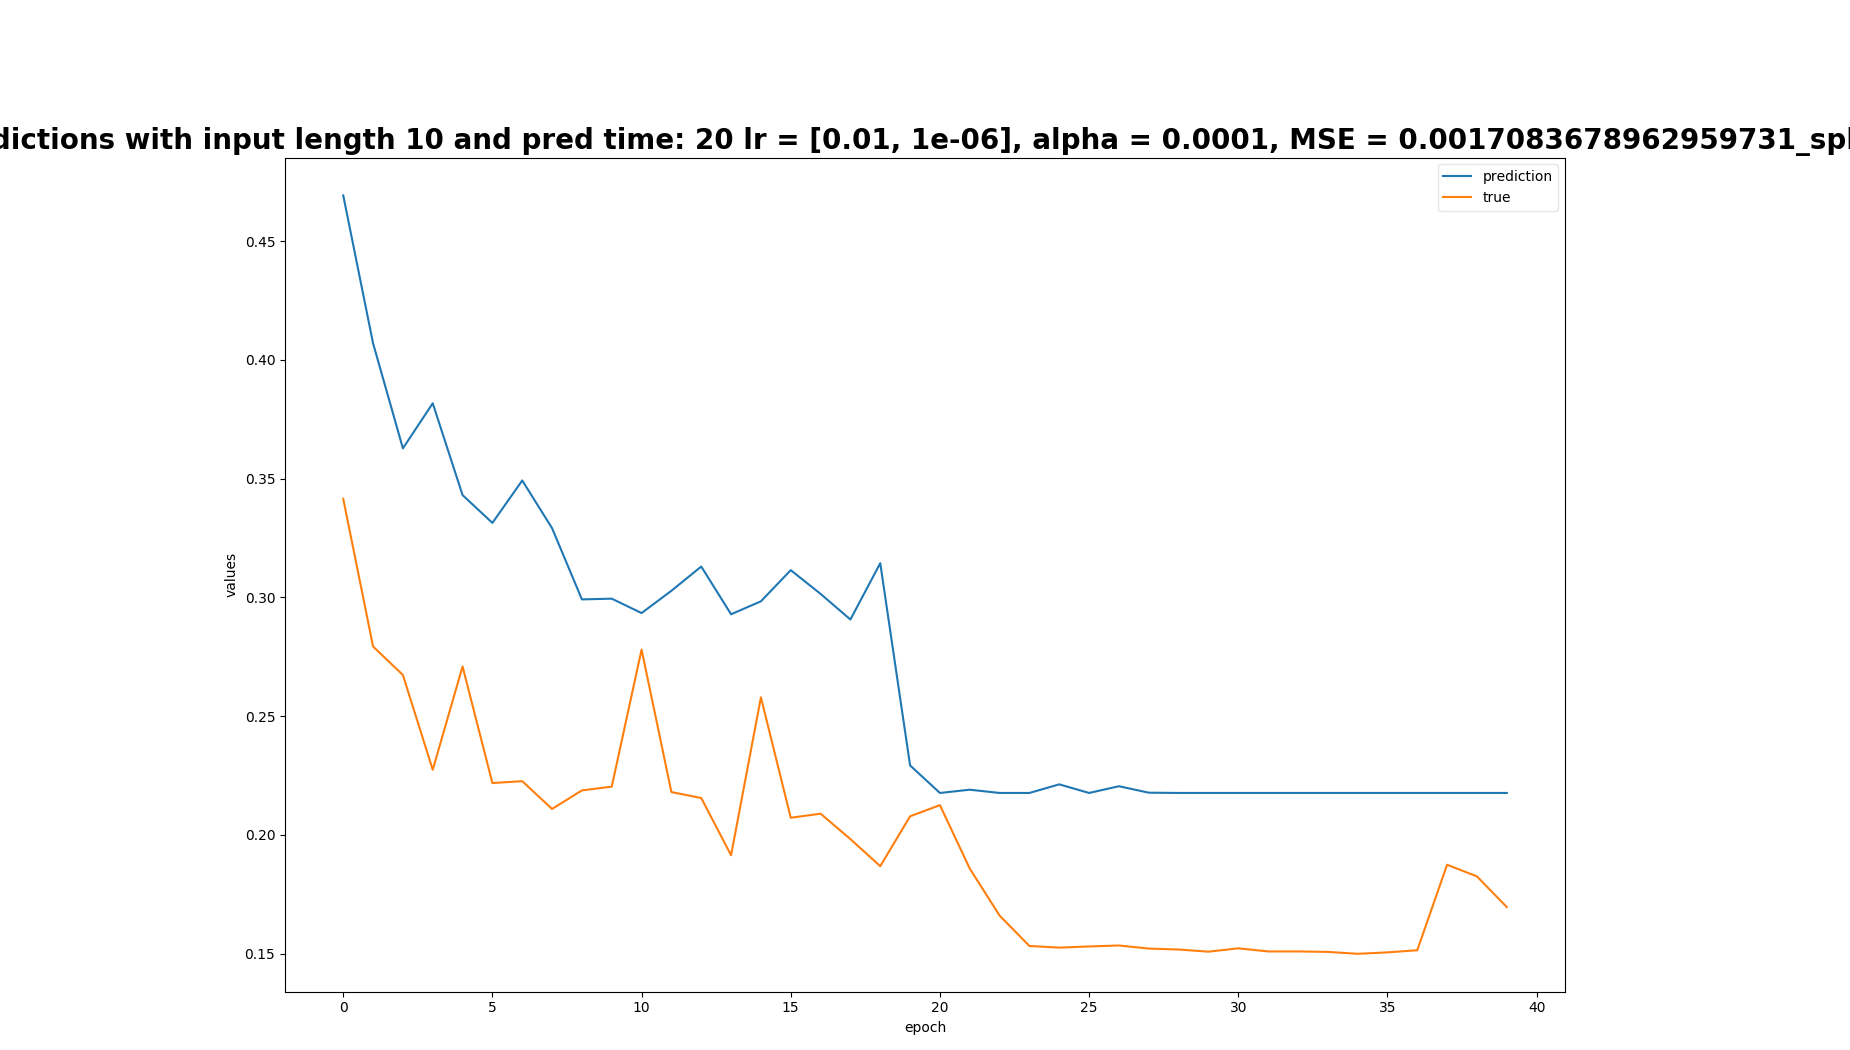 dictions with input length 10 and pred time: 20 lr = [0.01, 1e-06], alpha = 0.0001, MSE = 0.0017083678962959731_spl
prediction
true
0.45
0.40
0.35
0.30
0.25
0.20
0.15
values
0 5 10 15 20 25 30 35 40
epoch